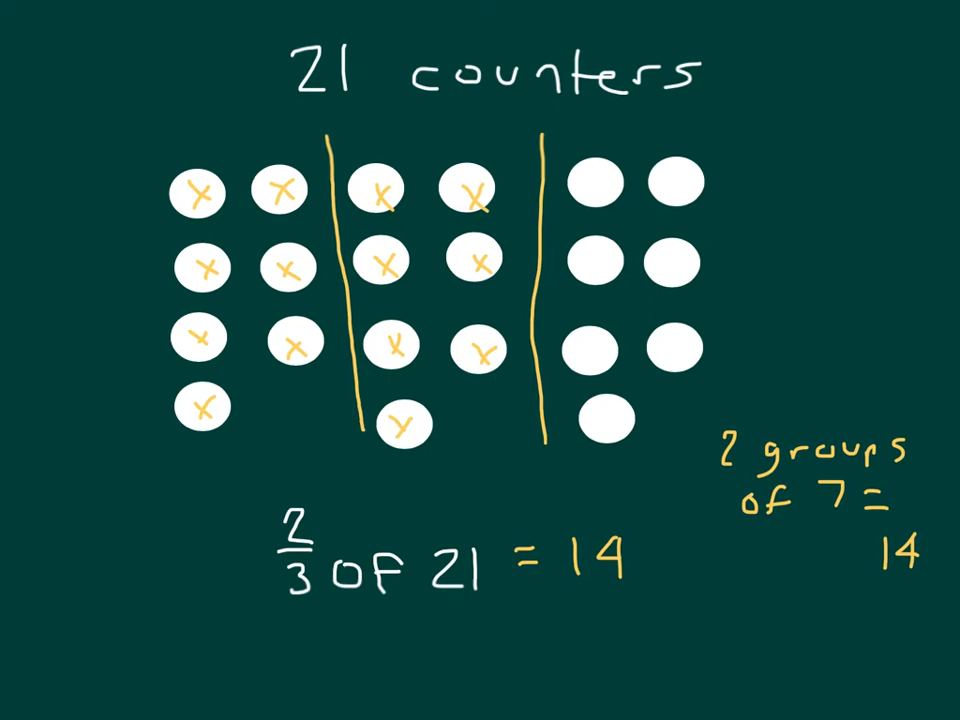 21 counters
x x x x
x x x x
x x x x
x x
2 groups
of 7 =
14
2/3 of 21 = 14